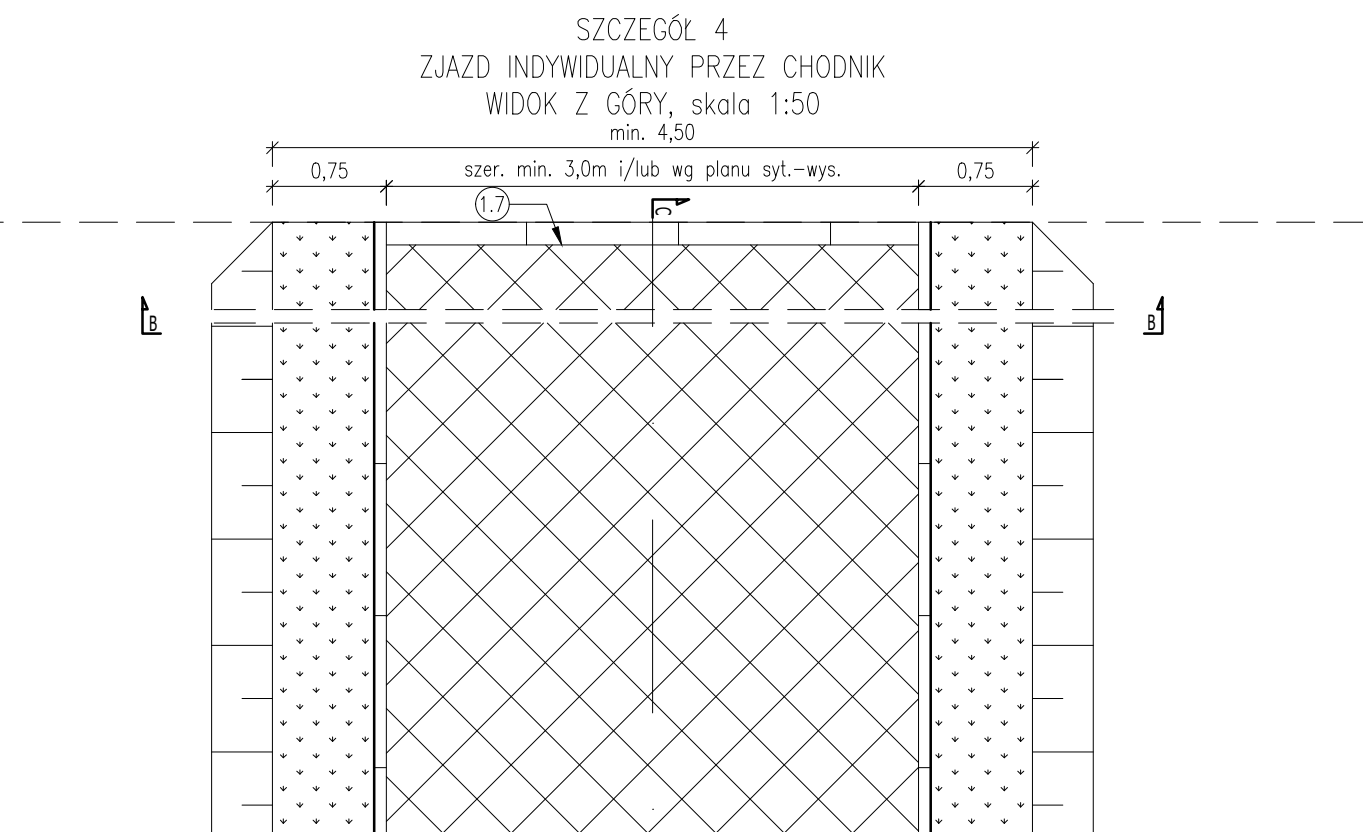 SZCZEGÓŁ 4
ZJAZD INDYWIDUALNY PRZEZ CHODNIK
WIDOK Z GÓRY, skala 1:50
min. 4,50
0,75 szer. min. 3,0m i/lub wg planu syt.-wys. 0,75
1.7 C
B B